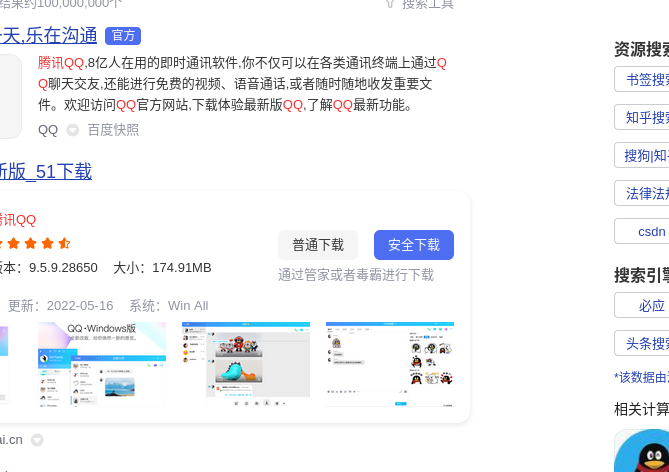 结果约100,000,000个
搜索工具
天,乐在沟通 官方
腾讯QQ,8亿人在用的即时通讯软件,你不仅可以在各类通讯终端上通过Q
Q聊天交友,还能进行免费的视频、语音通话,或者随时随地收发重要文
件。欢迎访问QQ官方网站,下载体验最新版QQ,了解QQ最新功能。
QQ 百度快照
新版_51下载
腾讯QQ
普通下载 安全下载
版本：9.5.9.28650 大小：174.91MB
通过管家或者毒霸进行下载
更新：2022-05-16 系统：Win All
QQ·Windows版
ai.cn
资源搜索
书签搜索
知乎搜索
搜狗|知乎
法律法规
csdn
搜索引擎
必应
头条搜索
*该数据由
相关计算